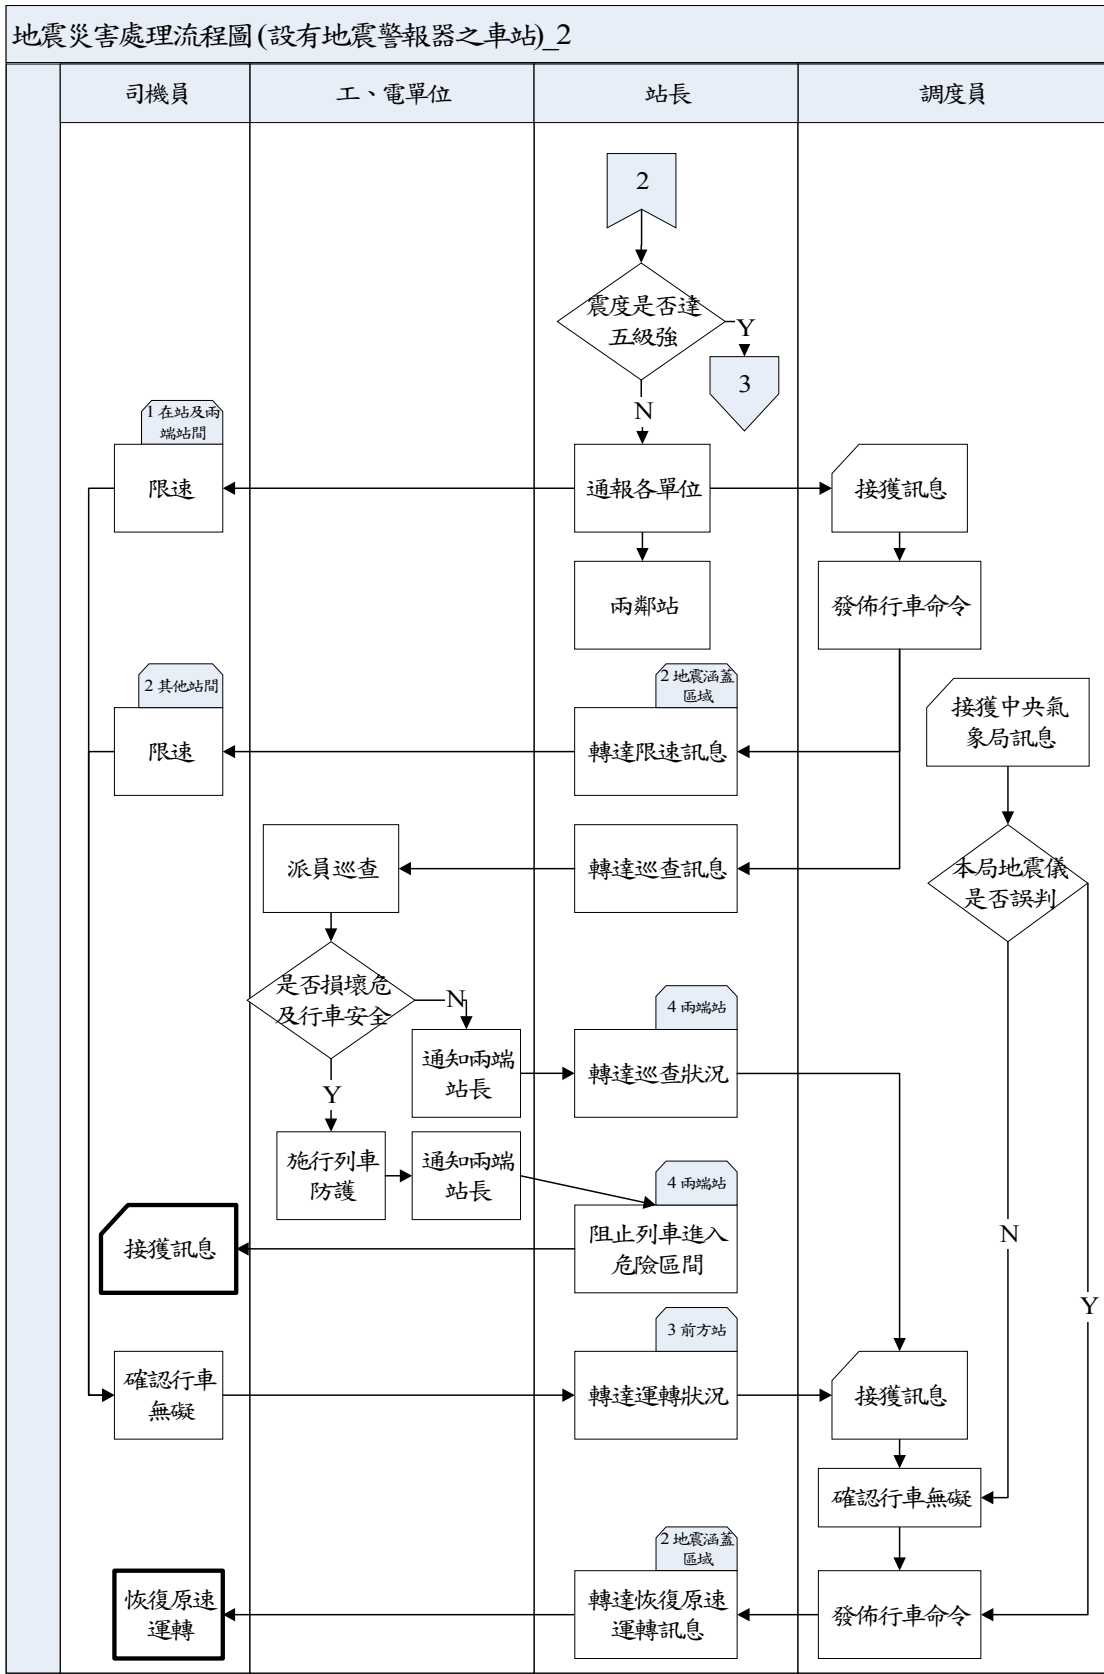 地震災害處理流程圖(設有地震警報器之車站)_2
司機員
工、電單位
站長
調度員
2
震度是否達
五級強
Y
3
N
1 在站及兩
端站間
限速
通報各單位
接獲訊息
兩鄰站
發佈行車命令
2 其他站間
限速
2 地震涵蓋
區域
轉達限速訊息
接獲中央氣
象局訊息
派員巡查
轉達巡查訊息
本局地震儀
是否誤判
是否損壞危
及行車安全
N
4 兩端站
通知兩端
站長
轉達巡查狀況
Y
施行列車
防護
通知兩端
站長
4 兩端站
阻止列車進入
危險區間
接獲訊息
N
Y
3 前方站
確認行車
無礙
轉達運轉狀況
接獲訊息
確認行車無礙
2 地震涵蓋
區域
恢復原速
運轉
轉達恢復原速
運轉訊息
發佈行車命令